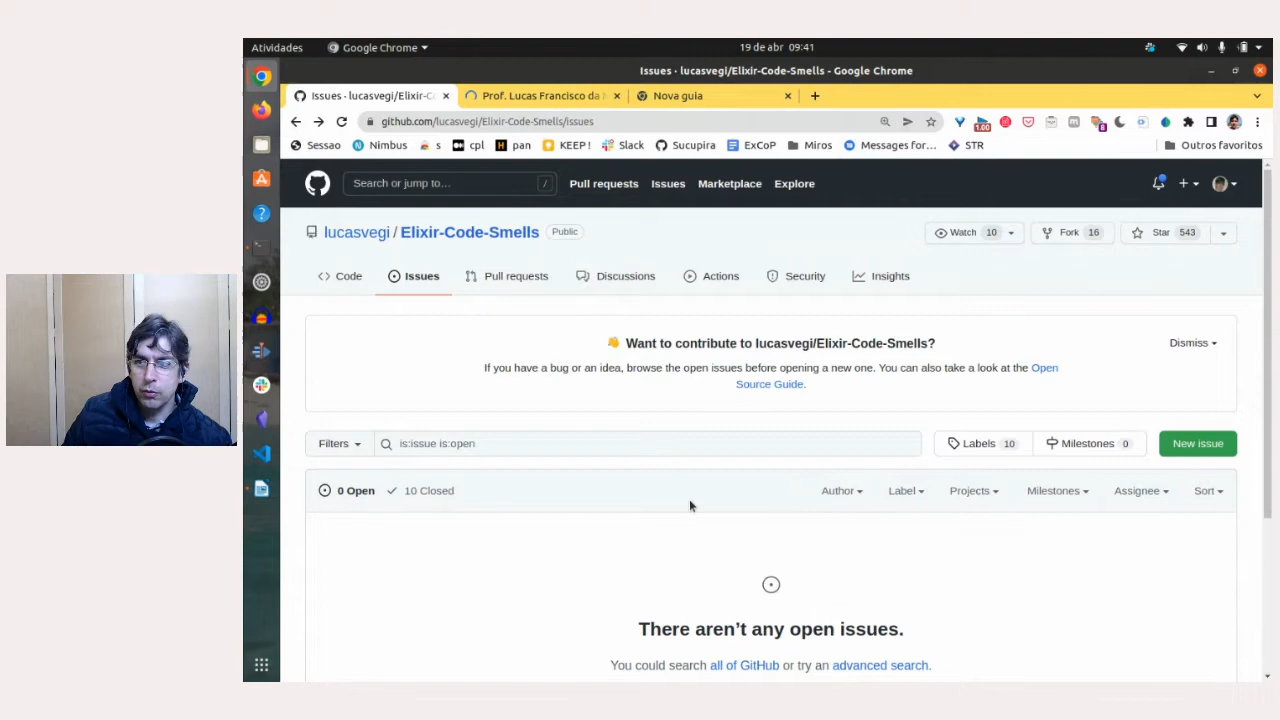 Atividades
Google Chrome
19 de abr 09:41
Issues · lucasvegi/Elixir-Code-Smells - Google Chrome
Issues · lucasvegi/Elixir-C
Prof. Lucas Francisco da
Nova guia
github.com/lucasvegi/Elixir-Code-Smells/issues
1.00
6
Sessao
Nimbus
s
cpl
pan
KEEP!
Slack
Sucupira
ExCoP
Miros
Messages for...
STR
Outros favoritos
Search or jump to...
/
Pull requests
Issues
Marketplace
Explore
lucasvegi / Elixir-Code-Smells
Public
Watch 10
Fork 16
Star 543
Code
Issues
Pull requests
Discussions
Actions
Security
Insights
👋 Want to contribute to lucasvegi/Elixir-Code-Smells?
Dismiss
If you have a bug or an idea, browse the open issues before opening a new one. You can also take a look at the Open
Source Guide.
Filters
is:issue is:open
Labels 10
Milestones 0
New issue
0 Open
10 Closed
Author
Label
Projects
Milestones
Assignee
Sort
There aren't any open issues.
You could search all of GitHub or try an advanced search.